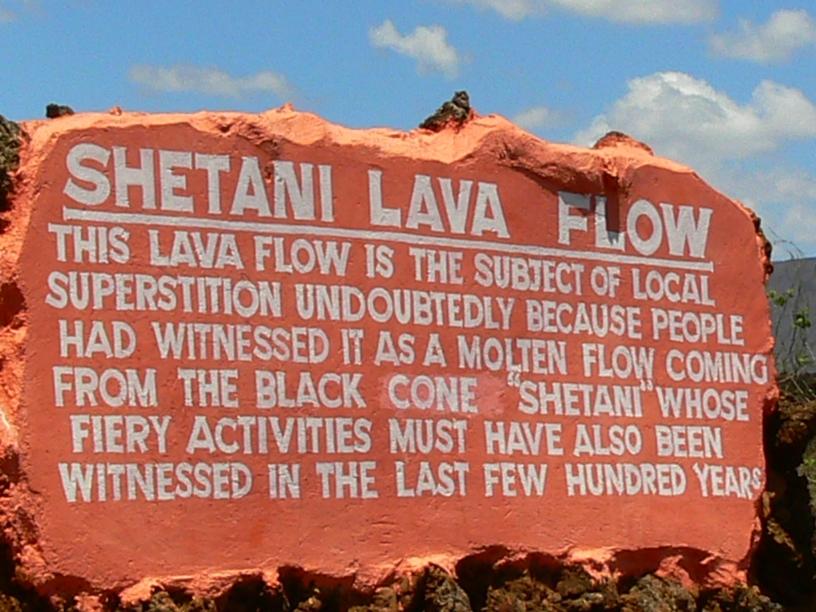 SHETANI LAVA FLOW
THIS LAVA FLOW IS THE SUBJECT OF LOCAL
SUPERSTITION UNDOUBTEDLY BECAUSE PEOPLE
HAD WITNESSED IT AS A MOLTEN FLOW COMING
FROM THE BLACK CONE "SHETANI" WHOSE
FIERY ACTIVITIES MUST HAVE ALSO BEEN
WITNESSED IN THE LAST FEW HUNDRED YEARS